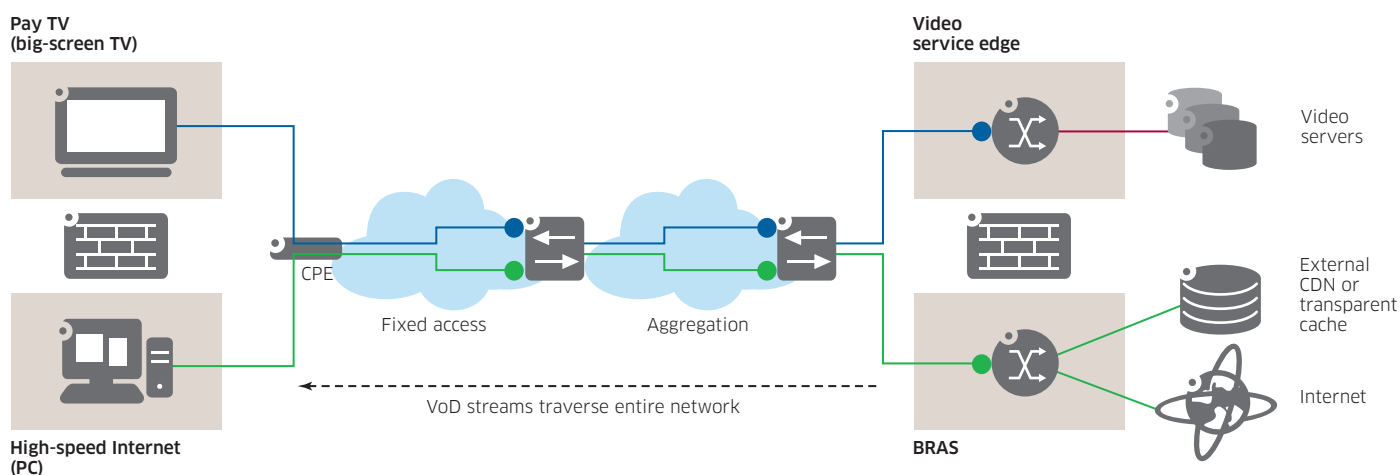 Pay TV
(big-screen TV)
Video
service edge
Video
servers
CPE
Fixed access
Aggregation
External
CDN or
transparent
cache
VoD streams traverse entire network
Internet
High-speed Internet
(PC)
BRAS